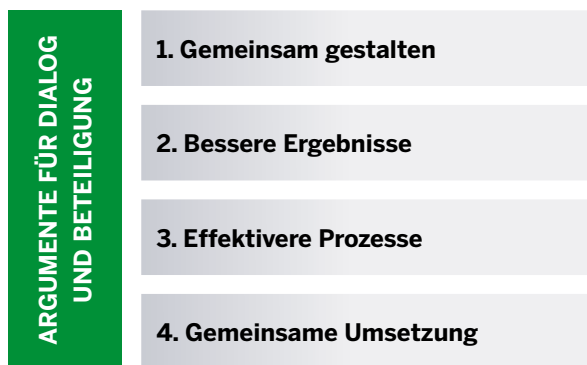 ARGUMENTE FÜR DIALOG
UND BETEILIGUNG
1. Gemeinsam gestalten
2. Bessere Ergebnisse
3. Effektivere Prozesse
4. Gemeinsame Umsetzung